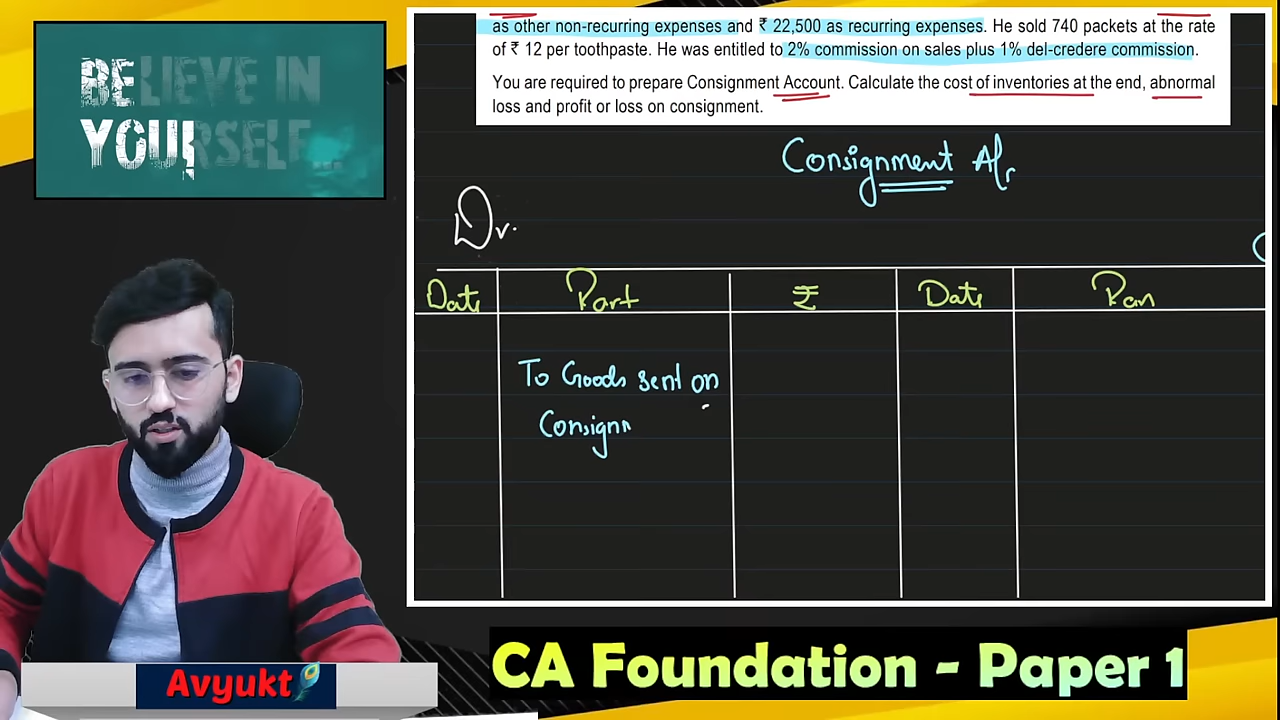 BELIEVE IN
YOURSELF...
as other non-recurring expenses and ₹ 22,500 as recurring expenses. He sold 740 packets at the rate
of ₹ 12 per toothpaste. He was entitled to 2% commission on sales plus 1% del-credere commission.
You are required to prepare Consignment Account. Calculate the cost of inventories at the end, abnormal
loss and profit or loss on consignment.
Consignment A/c
Dr.
Date Part ₹ Date Par
To Goods sent on
Consign
Avyukt
CA Foundation - Paper 1